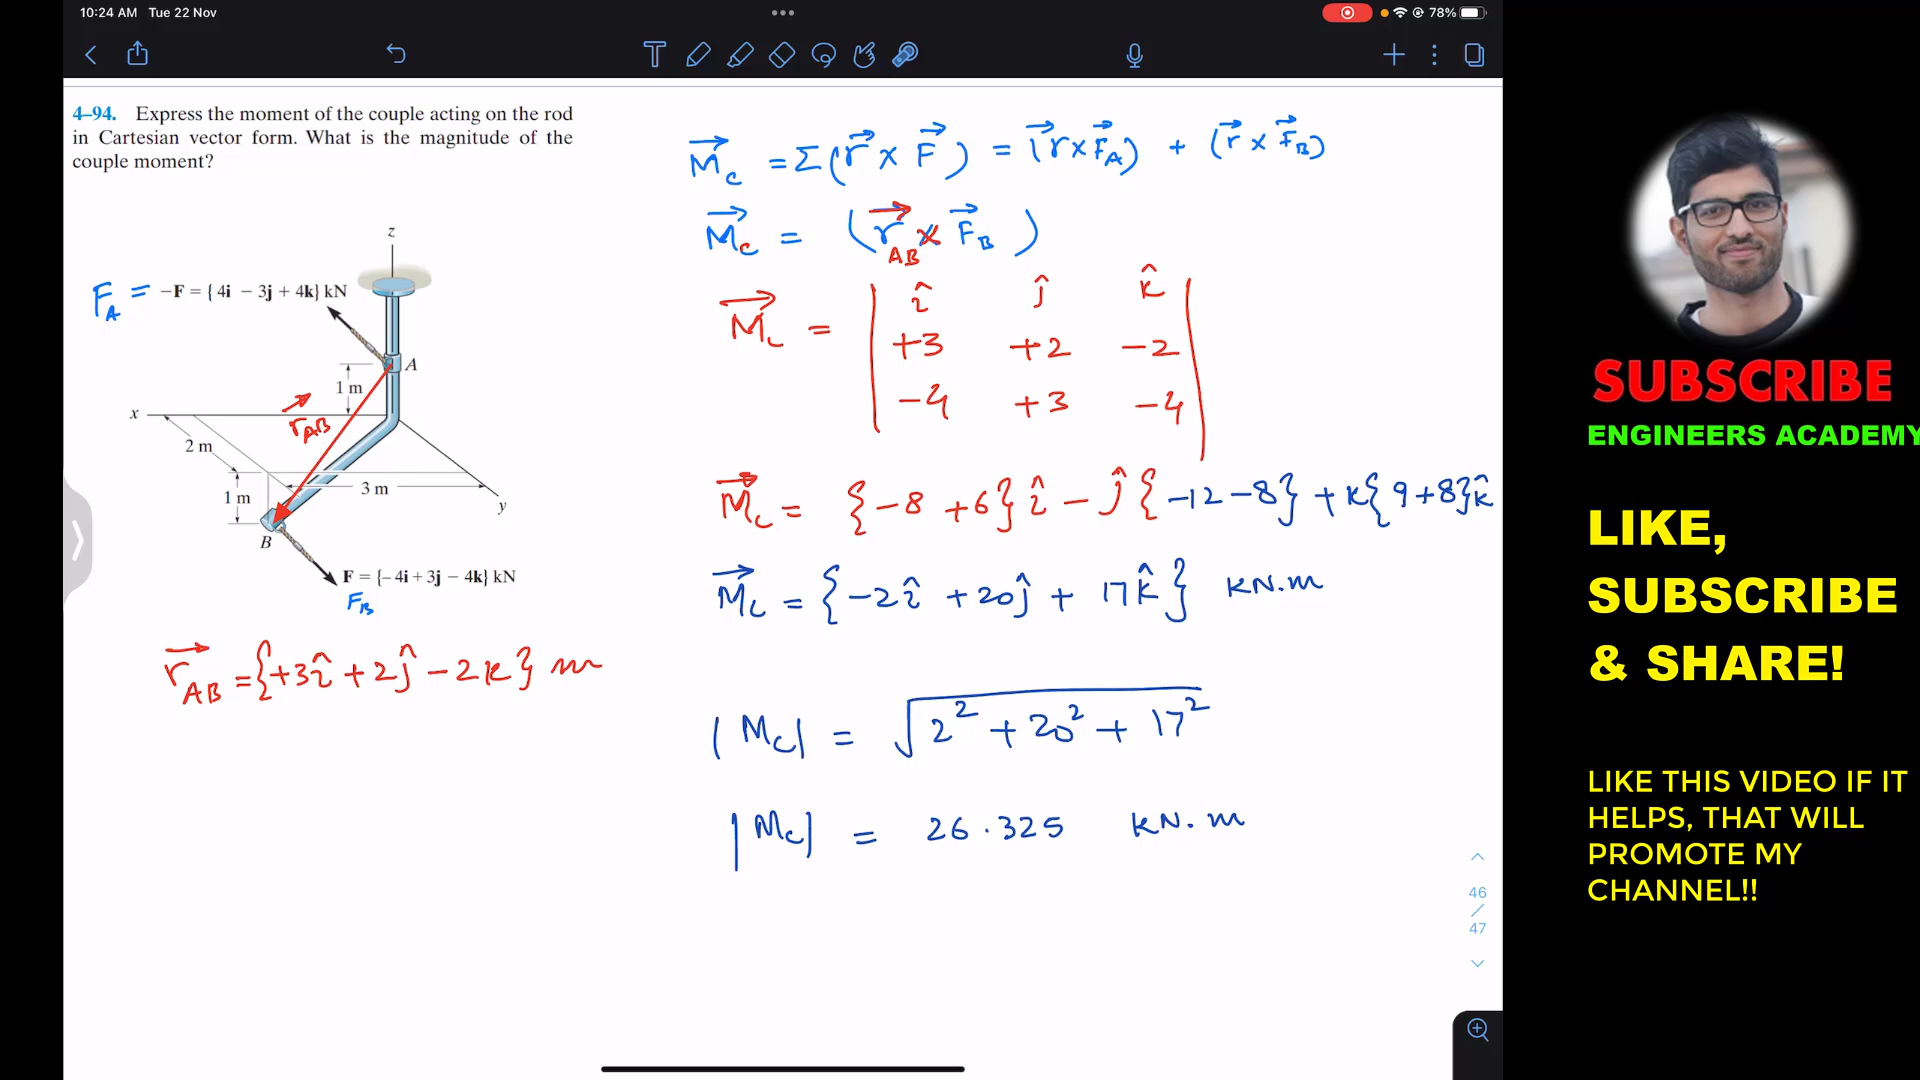 10:24 AM Tue 22 Nov
78%
4–94. Express the moment of the couple acting on the rod
in Cartesian vector form. What is the magnitude of the
couple moment?
z
F_A = –F = { 4i – 3j + 4k} kN
A
1 m
x
r_AB
2 m
3 m
1 m
y
B
F = {– 4i + 3j – 4k} kN
F_B
r_AB = {+3î + 2ĵ – 2k} m
M_c = Σ(r × F) = (r × F_A) + (r × F_B)
M_c = (r_AB × F_B)
M_c = | î ĵ k̂
+3 +2 –2
–4 +3 –4 |
M_c = {–8 +6}î – ĵ{–12–8} + k{9+8}k̂
M_c = {–2î +20ĵ + 17k̂} kN.m
|M_c| = √2² + 20² + 17²
|M_c| = 26.325 kN.m
46
/
47
SUBSCRIBE
ENGINEERS ACADEMY
LIKE,
SUBSCRIBE
& SHARE!
LIKE THIS VIDEO IF IT
HELPS, THAT WILL
PROMOTE MY
CHANNEL!!